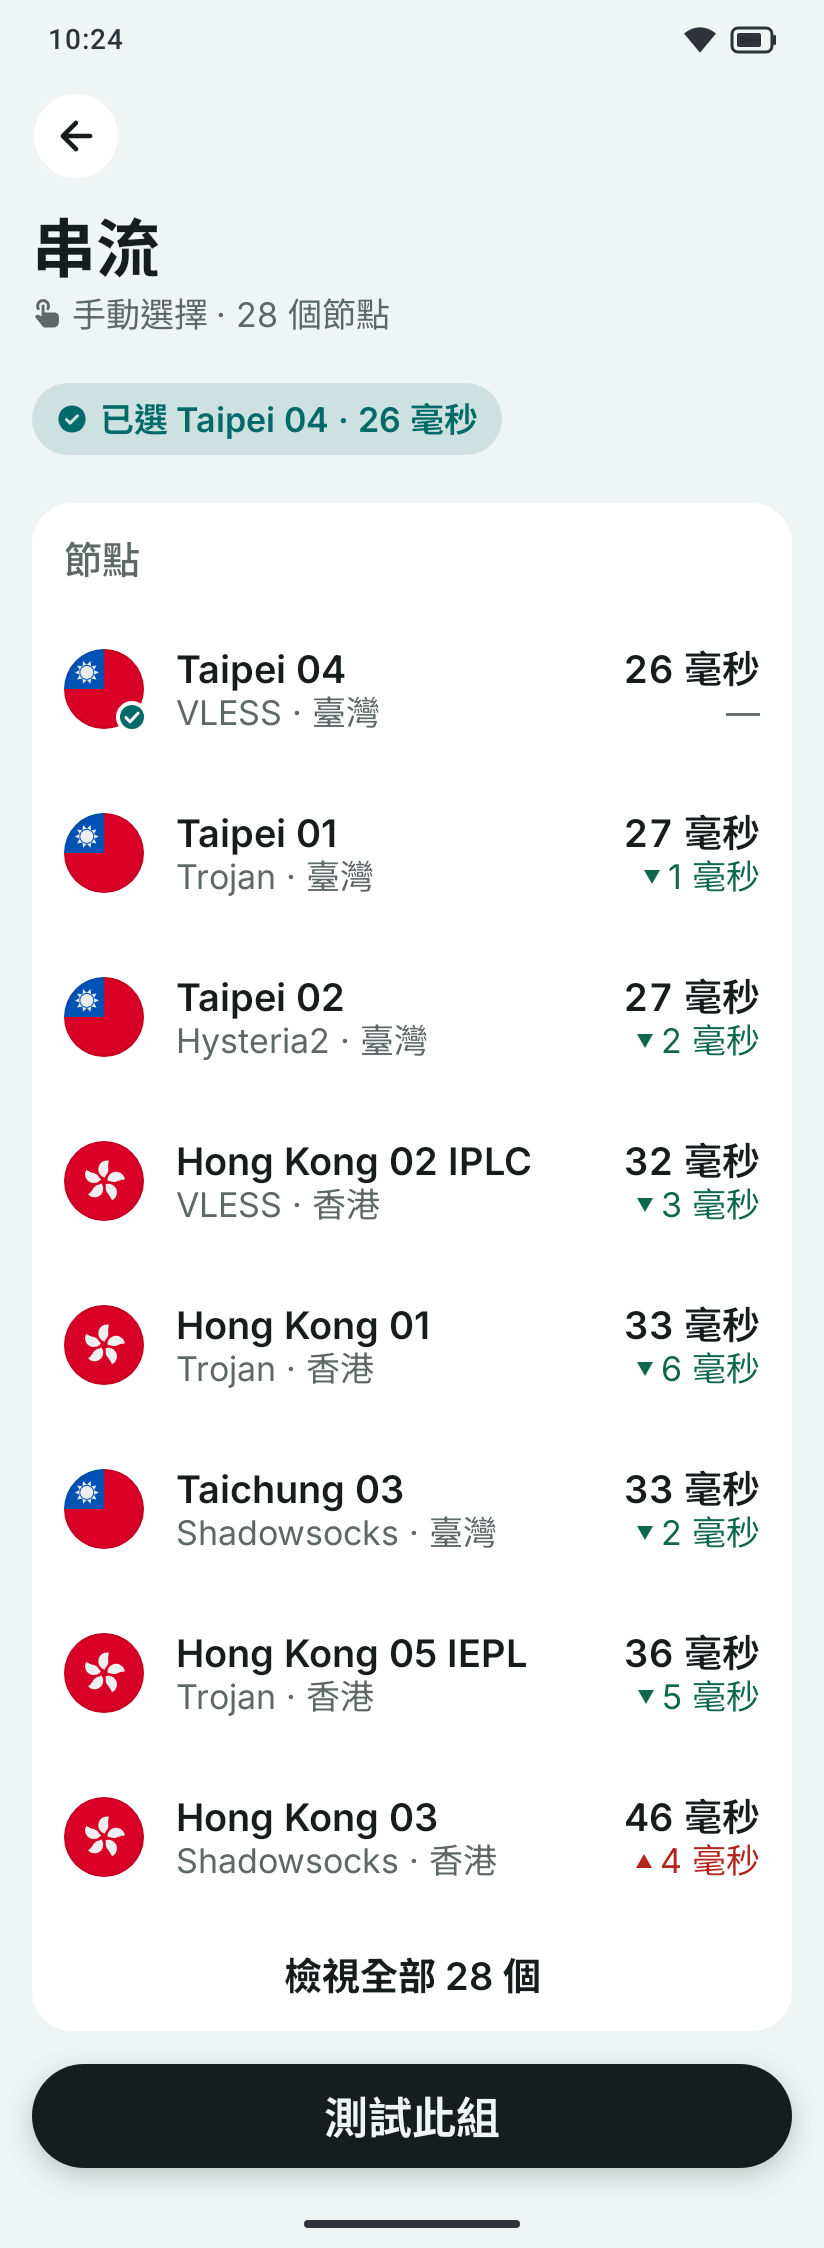 10:24
串流
手動選擇 · 28 個節點
已選 Taipei 04 · 26 毫秒
節點
Taipei 04
26 毫秒
VLESS · 臺灣
—
Taipei 01
27 毫秒
Trojan · 臺灣
▼1 毫秒
Taipei 02
27 毫秒
Hysteria2 · 臺灣
▼2 毫秒
Hong Kong 02 IPLC
32 毫秒
VLESS · 香港
▼3 毫秒
Hong Kong 01
33 毫秒
Trojan · 香港
▼6 毫秒
Taichung 03
33 毫秒
Shadowsocks · 臺灣
▼2 毫秒
Hong Kong 05 IEPL
36 毫秒
Trojan · 香港
▼5 毫秒
Hong Kong 03
46 毫秒
Shadowsocks · 香港
▲4 毫秒
檢視全部 28 個
測試此組